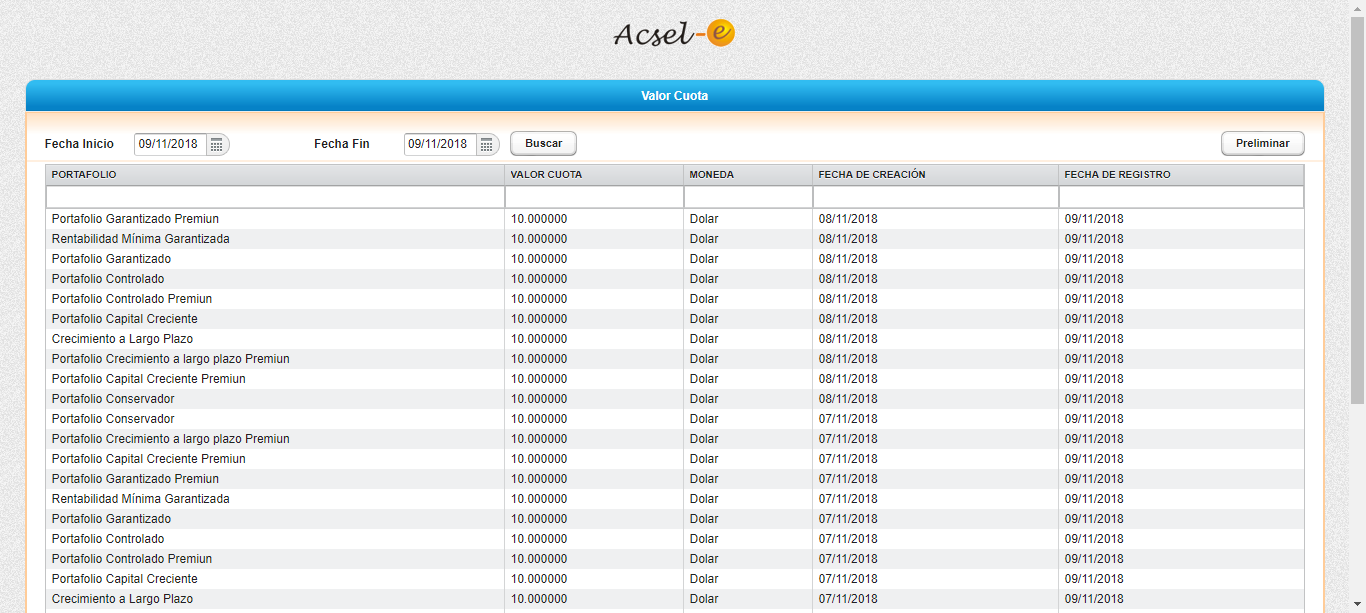 Acsel-e
Valor Cuota
Fecha Inicio 09/11/2018 Fecha Fin 09/11/2018 Buscar Preliminar
PORTAFOLIO VALOR CUOTA MONEDA FECHA DE CREACIÓN FECHA DE REGISTRO
Portafolio Garantizado Premiun 10.000000 Dolar 08/11/2018 09/11/2018
Rentabilidad Mínima Garantizada 10.000000 Dolar 08/11/2018 09/11/2018
Portafolio Garantizado 10.000000 Dolar 08/11/2018 09/11/2018
Portafolio Controlado 10.000000 Dolar 08/11/2018 09/11/2018
Portafolio Controlado Premiun 10.000000 Dolar 08/11/2018 09/11/2018
Portafolio Capital Creciente 10.000000 Dolar 08/11/2018 09/11/2018
Crecimiento a Largo Plazo 10.000000 Dolar 08/11/2018 09/11/2018
Portafolio Crecimiento a largo plazo Premiun 10.000000 Dolar 08/11/2018 09/11/2018
Portafolio Capital Creciente Premiun 10.000000 Dolar 08/11/2018 09/11/2018
Portafolio Conservador 10.000000 Dolar 08/11/2018 09/11/2018
Portafolio Conservador 10.000000 Dolar 07/11/2018 09/11/2018
Portafolio Crecimiento a largo plazo Premiun 10.000000 Dolar 07/11/2018 09/11/2018
Portafolio Capital Creciente Premiun 10.000000 Dolar 07/11/2018 09/11/2018
Portafolio Garantizado Premiun 10.000000 Dolar 07/11/2018 09/11/2018
Rentabilidad Mínima Garantizada 10.000000 Dolar 07/11/2018 09/11/2018
Portafolio Garantizado 10.000000 Dolar 07/11/2018 09/11/2018
Portafolio Controlado 10.000000 Dolar 07/11/2018 09/11/2018
Portafolio Controlado Premiun 10.000000 Dolar 07/11/2018 09/11/2018
Portafolio Capital Creciente 10.000000 Dolar 07/11/2018 09/11/2018
Crecimiento a Largo Plazo 10.000000 Dolar 07/11/2018 09/11/2018